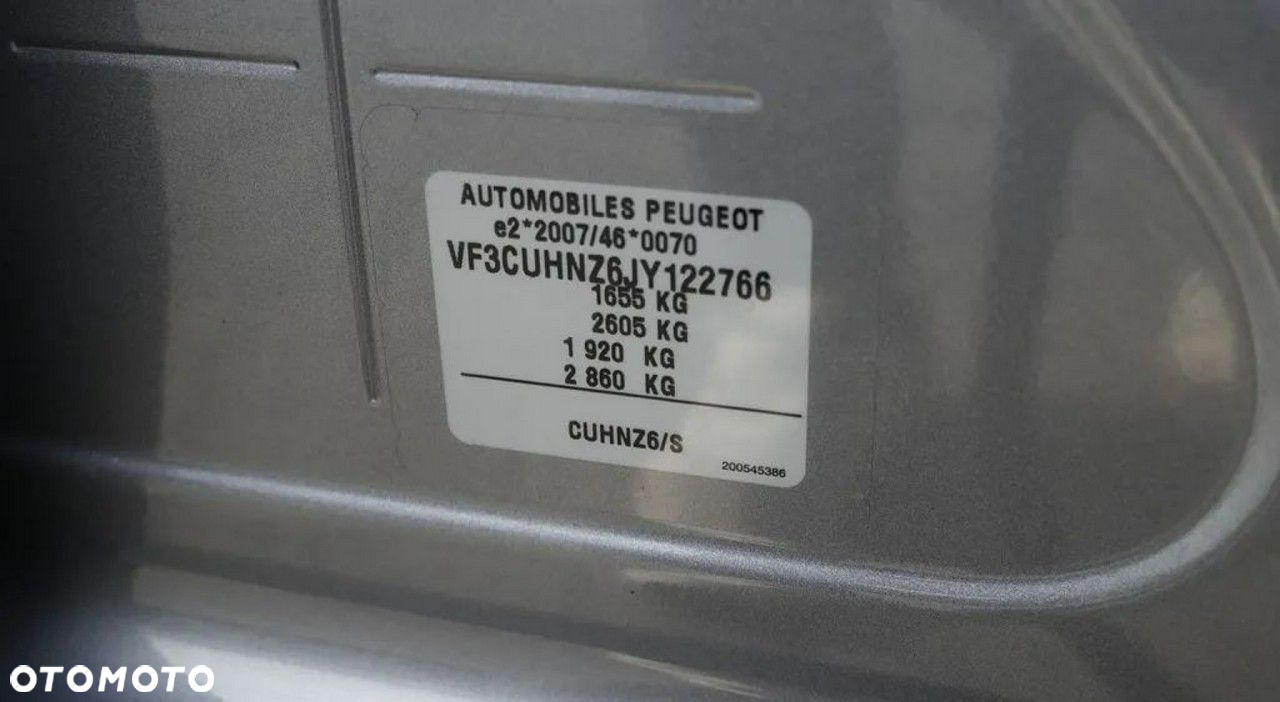 AUTOMOBILES PEUGEOT
e2*2007/46*0070
VF3CUHNZ6JY122766
1655 KG
2605 KG
1 920 KG
2 860 KG
CUHNZ6/S
200545386
OTOMOTO